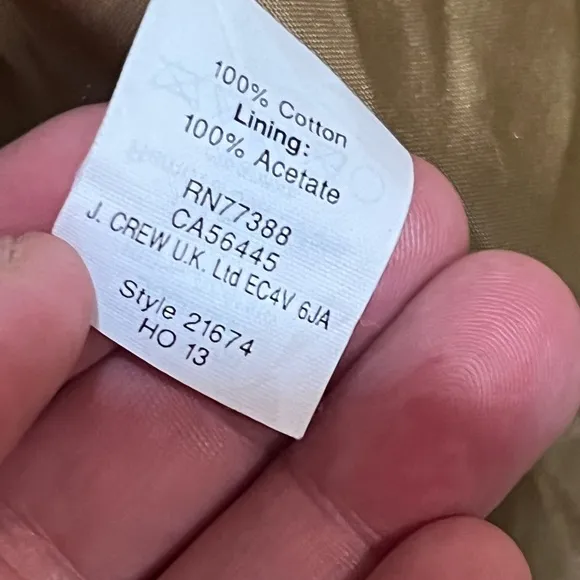 100% Cotton
Lining:
100% Acetate
RN77388
CA56445
J. CREW U.K. Ltd EC4V 6JA
Style 21674
HO 13